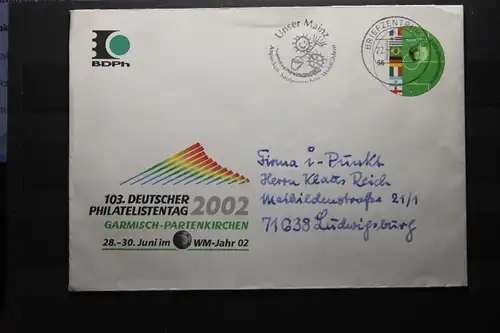 BDPh
Unser Mainz
BRIEFZENTRUM
56
103. DEUTSCHER
PHILATELISTENTAG 2002
GARMISCH-PARTENKIRCHEN
28.-30. Juni im WM-Jahr 02
Firma i-Punkt
Herrn Klaus Reich
Mathildenstraße 21/1
71638 Ludwigsburg